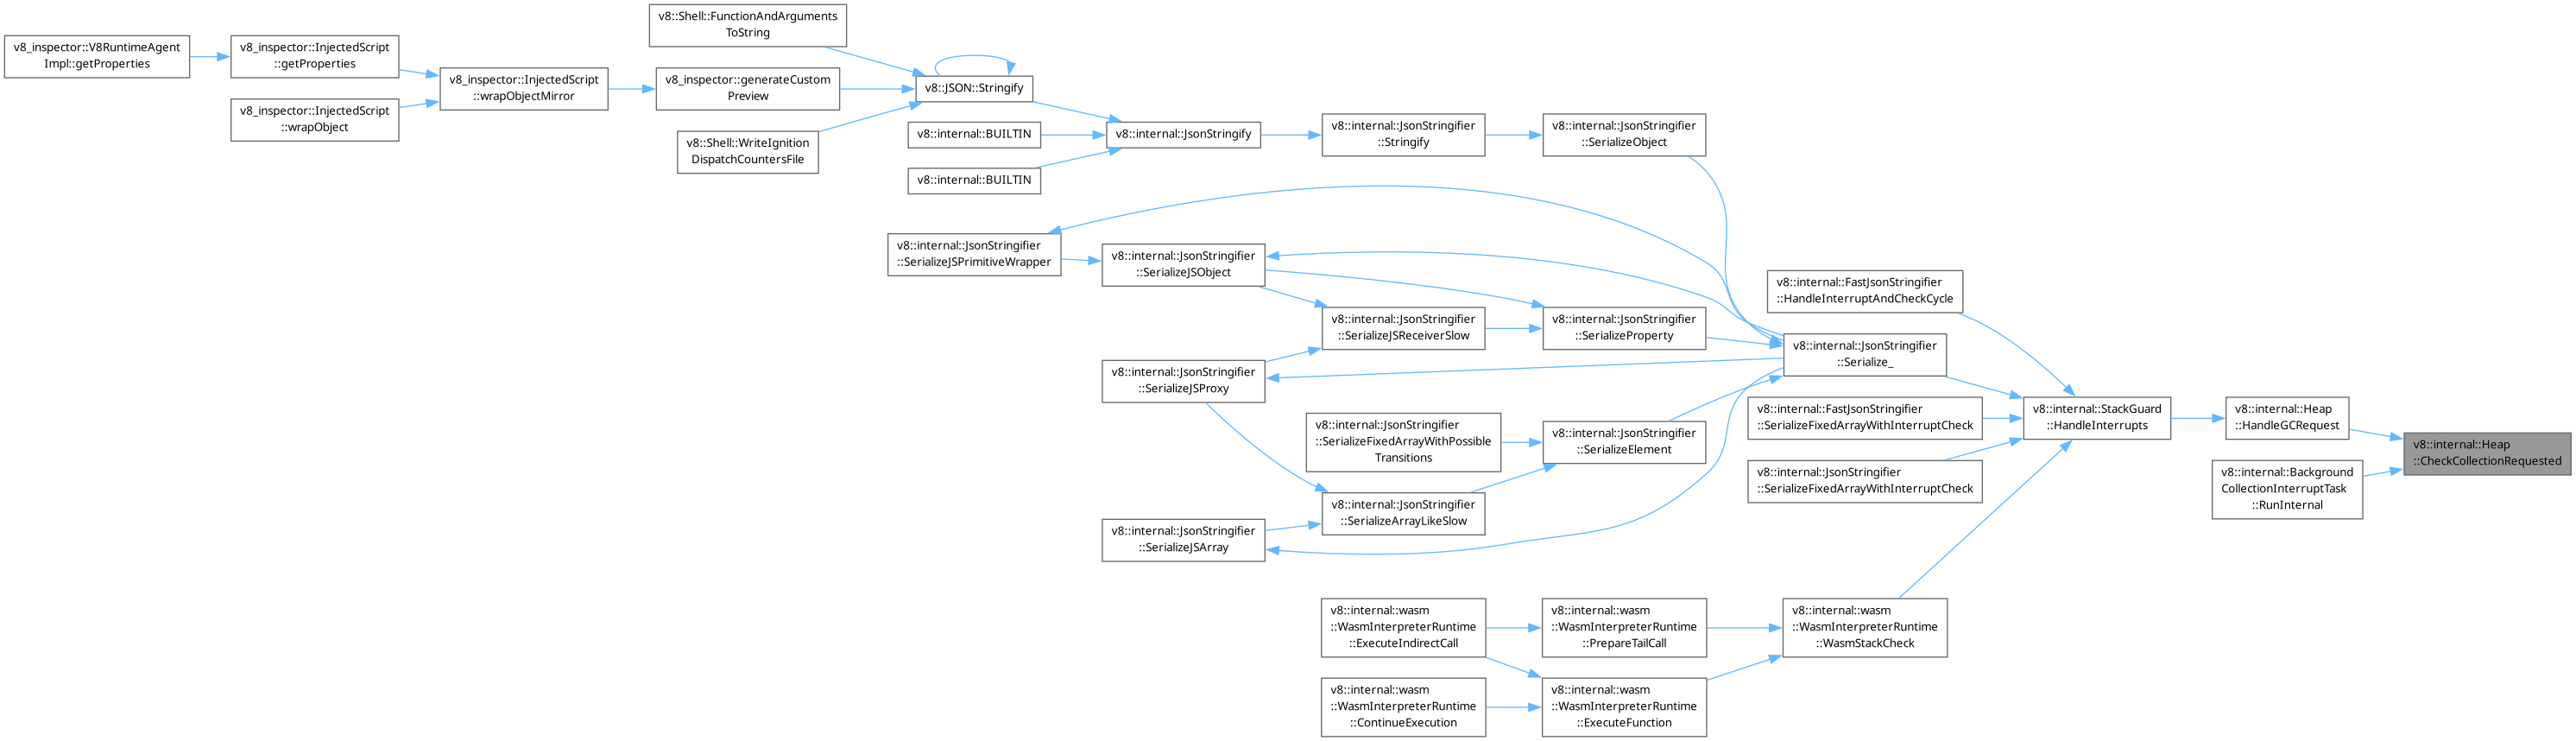 v8::Shell::FunctionAndArguments
ToString
v8_inspector::V8RuntimeAgent
Impl::getProperties
v8_inspector::InjectedScript
::getProperties
v8_inspector::InjectedScript
::wrapObjectMirror
v8_inspector::generateCustom
Preview
v8::JSON::Stringify
v8_inspector::InjectedScript
::wrapObject
v8::Shell::WriteIgnition
DispatchCountersFile
v8::internal::BUILTIN
v8::internal::JsonStringify
v8::internal::JsonStringifier
::Stringify
v8::internal::JsonStringifier
::SerializeObject
v8::internal::BUILTIN
v8::internal::JsonStringifier
::SerializeJSPrimitiveWrapper
v8::internal::JsonStringifier
::SerializeJSObject
v8::internal::FastJsonStringifier
::HandleInterruptAndCheckCycle
v8::internal::JsonStringifier
::SerializeJSReceiverSlow
v8::internal::JsonStringifier
::SerializeProperty
v8::internal::JsonStringifier
::Serialize_
v8::internal::JsonStringifier
::SerializeJSProxy
v8::internal::FastJsonStringifier
::SerializeFixedArrayWithInterruptCheck
v8::internal::StackGuard
::HandleInterrupts
v8::internal::Heap
::HandleGCRequest
v8::internal::JsonStringifier
::SerializeFixedArrayWithPossible
Transitions
v8::internal::JsonStringifier
::SerializeElement
v8::internal::Heap
::CheckCollectionRequested
v8::internal::JsonStringifier
::SerializeFixedArrayWithInterruptCheck
v8::internal::Background
CollectionInterruptTask
::RunInternal
v8::internal::JsonStringifier
::SerializeArrayLikeSlow
v8::internal::JsonStringifier
::SerializeJSArray
v8::internal::wasm
::WasmInterpreterRuntime
::ExecuteIndirectCall
v8::internal::wasm
::WasmInterpreterRuntime
::PrepareTailCall
v8::internal::wasm
::WasmInterpreterRuntime
::WasmStackCheck
v8::internal::wasm
::WasmInterpreterRuntime
::ContinueExecution
v8::internal::wasm
::WasmInterpreterRuntime
::ExecuteFunction